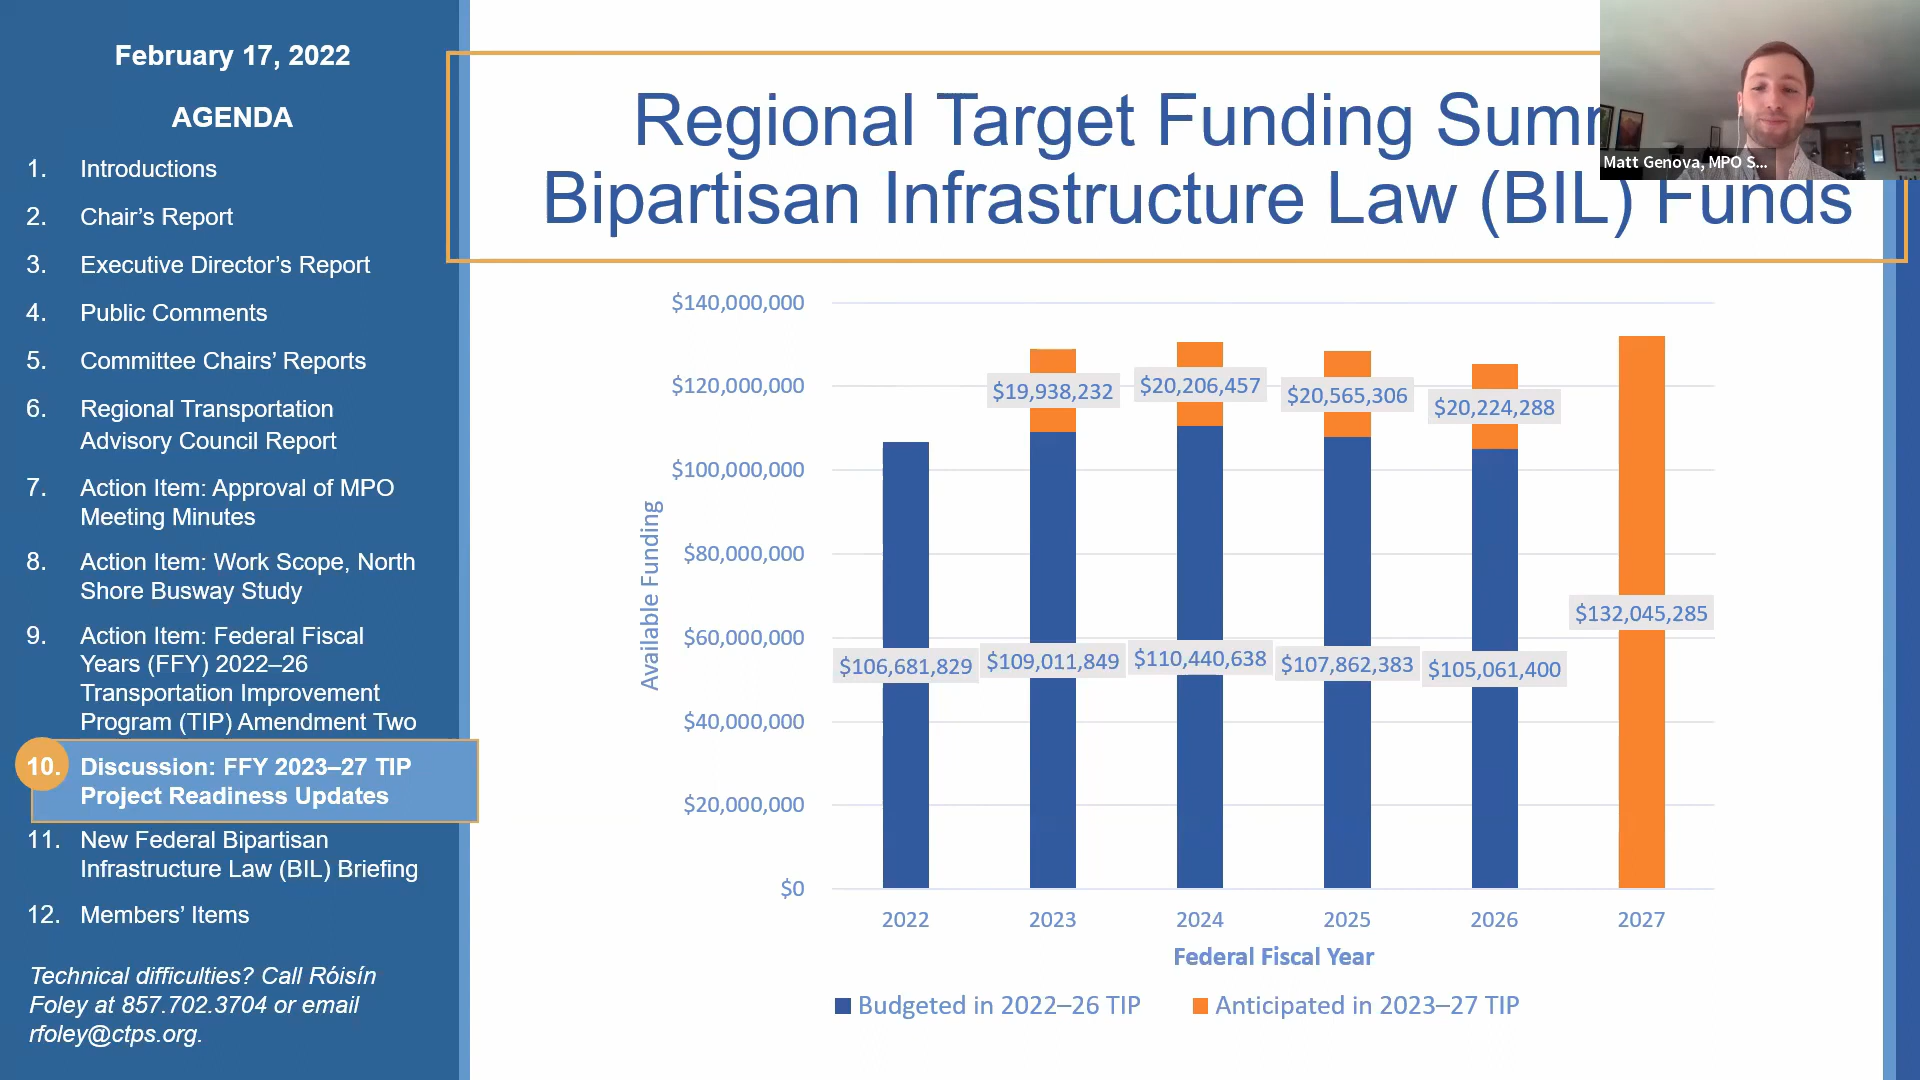 February 17, 2022
AGENDA
1. Introductions
2. Chair’s Report
3. Executive Director’s Report
4. Public Comments
5. Committee Chairs’ Reports
6. Regional Transportation
Advisory Council Report
7. Action Item: Approval of MPO
Meeting Minutes
8. Action Item: Work Scope, North
Shore Busway Study
9. Action Item: Federal Fiscal
Years (FFY) 2022–26
Transportation Improvement
Program (TIP) Amendment Two
10. Discussion: FFY 2023–27 TIP
Project Readiness Updates
11. New Federal Bipartisan
Infrastructure Law (BIL) Briefing
12. Members’ Items
Technical difficulties? Call Róisín
Foley at 857.702.3704 or email
rfoley@ctps.org.
Regional Target Funding Sum
Bipartisan Infrastructure Law (BIL) Funds
Matt Genova, MPO S...
Available Funding
$140,000,000
$120,000,000
$100,000,000
$80,000,000
$60,000,000
$40,000,000
$20,000,000
$0
$19,938,232
$20,206,457
$20,565,306
$20,224,288
$132,045,285
$106,681,829
$109,011,849
$110,440,638
$107,862,383
$105,061,400
2022
2023
2024
2025
2026
2027
Federal Fiscal Year
Budgeted in 2022–26 TIP
Anticipated in 2023–27 TIP